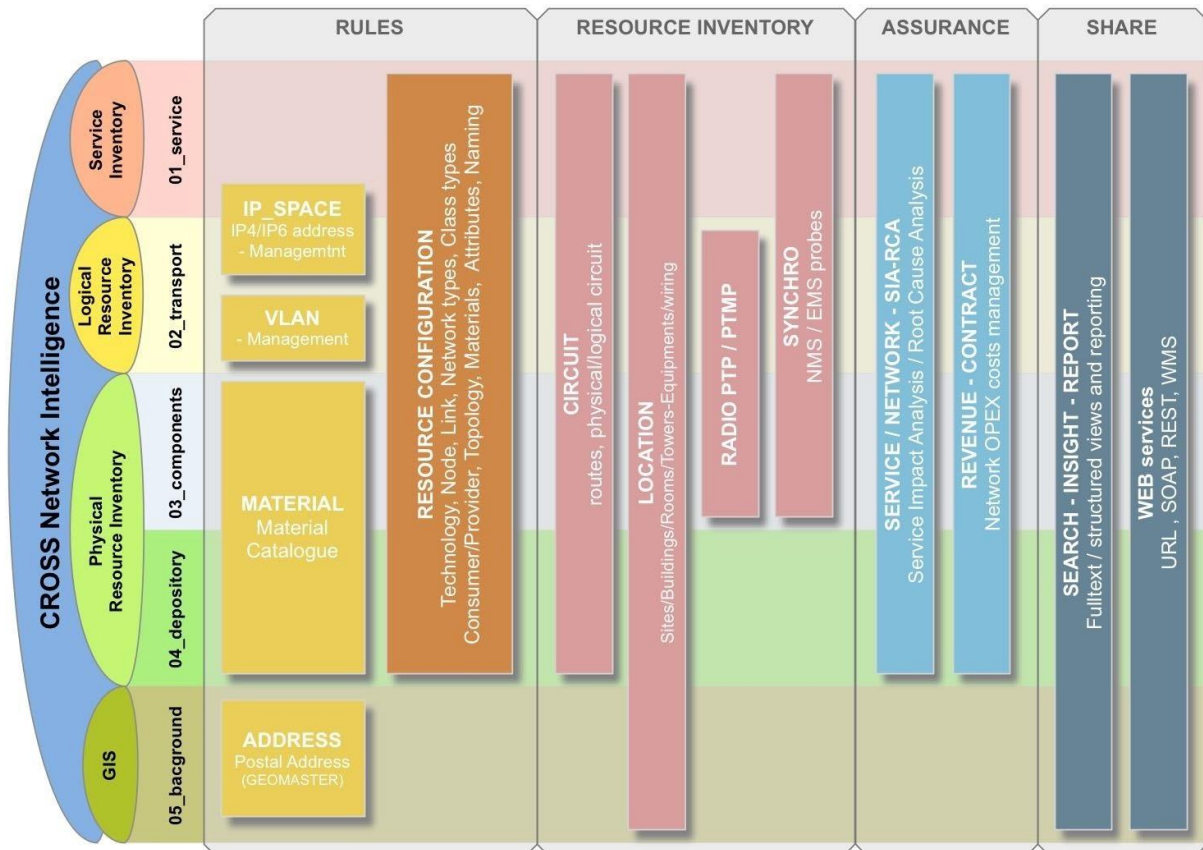 RULES
RESOURCE INVENTORY
ASSURANCE
SHARE
CROSS Network Intelligence
Service
Inventory
Logical
Resource
Inventory
Physical
Resource Inventory
GIS
01_service
02_transport
03_components
04_depository
05_bacground
IP_SPACE
IP4/IP6 address
- Managemtnt
VLAN
- Management
MATERIAL
Material
Catalogue
ADDRESS
Postal Address
(GEOMASTER)
RESOURCE CONFIGURATION
Technology, Node, Link, Network types, Class types
Consumer/Provider, Topology, Materials, Attributes, Naming
CIRCUIT
routes, physical/logical circuit
LOCATION
Sites/Buildings/Rooms/Towers-Equipments/wiring
RADIO PTP / PTMP
SYNCHRO
NMS / EMS probes
SERVICE / NETWORK - SIA-RCA
Service Impact Analysis / Root Cause Analysis
REVENUE - CONTRACT
Network OPEX costs management
SEARCH - INSIGHT - REPORT
Fulltext / structured views and reporting
WEB services
URL , SOAP, REST, WMS